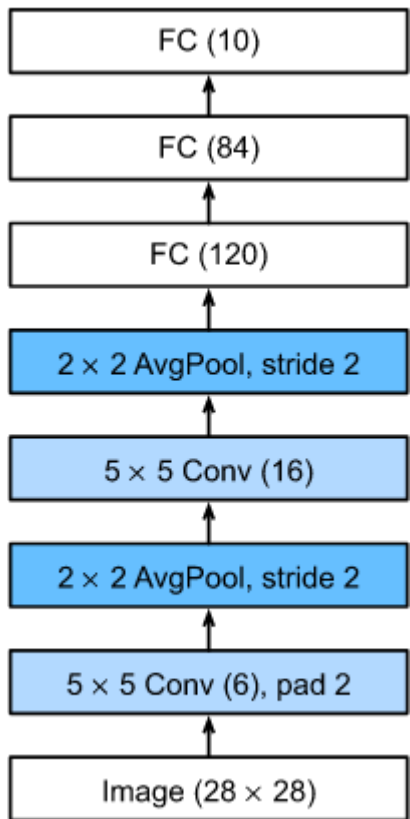 FC (10)
FC (84)
FC (120)
2 × 2 AvgPool, stride 2
5 × 5 Conv (16)
2 × 2 AvgPool, stride 2
5 × 5 Conv (6), pad 2
Image (28 × 28)